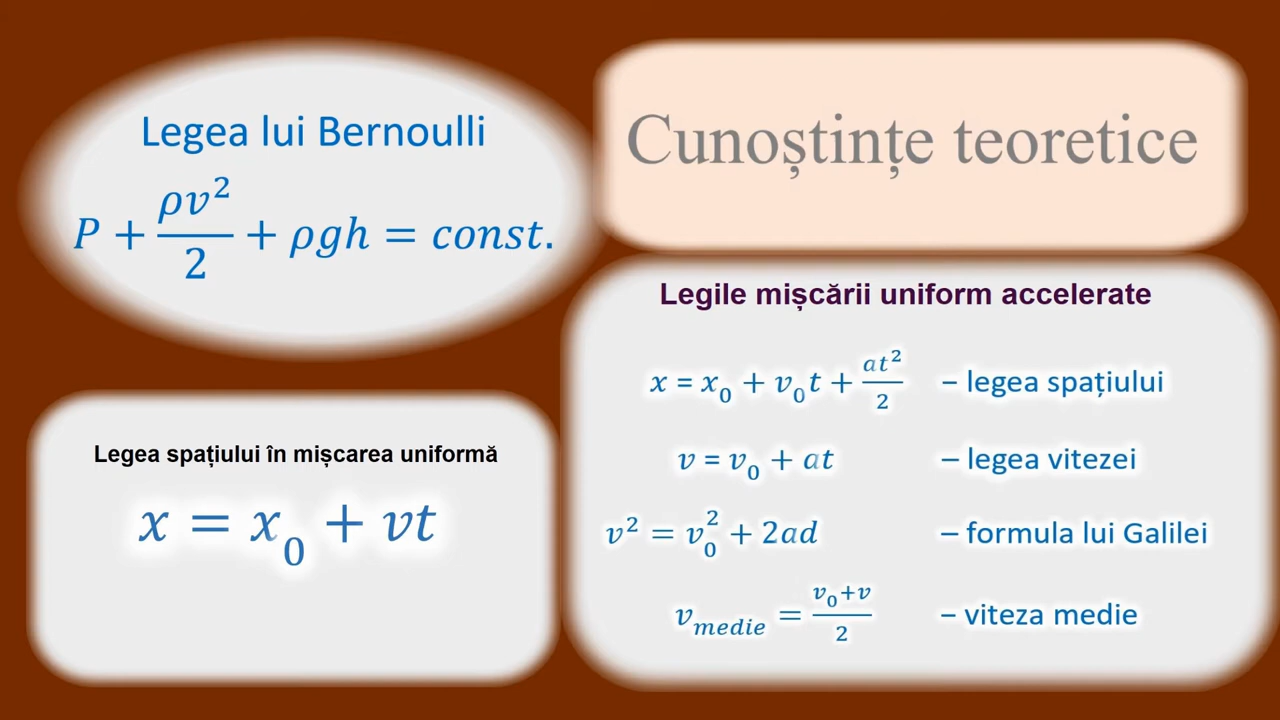 Legea lui Bernoulli
P + ρv²/2 + ρgh = const.
Cunoștințe teoretice
Legea spațiului în mișcarea uniformă
x = x₀ + vt
Legile mișcării uniform accelerate
x = x₀ + v₀t + at²/2 – legea spațiului
v = v₀ + at – legea vitezei
v² = v₀² + 2ad – formula lui Galilei
v_medie = (v₀+v)/2 – viteza medie